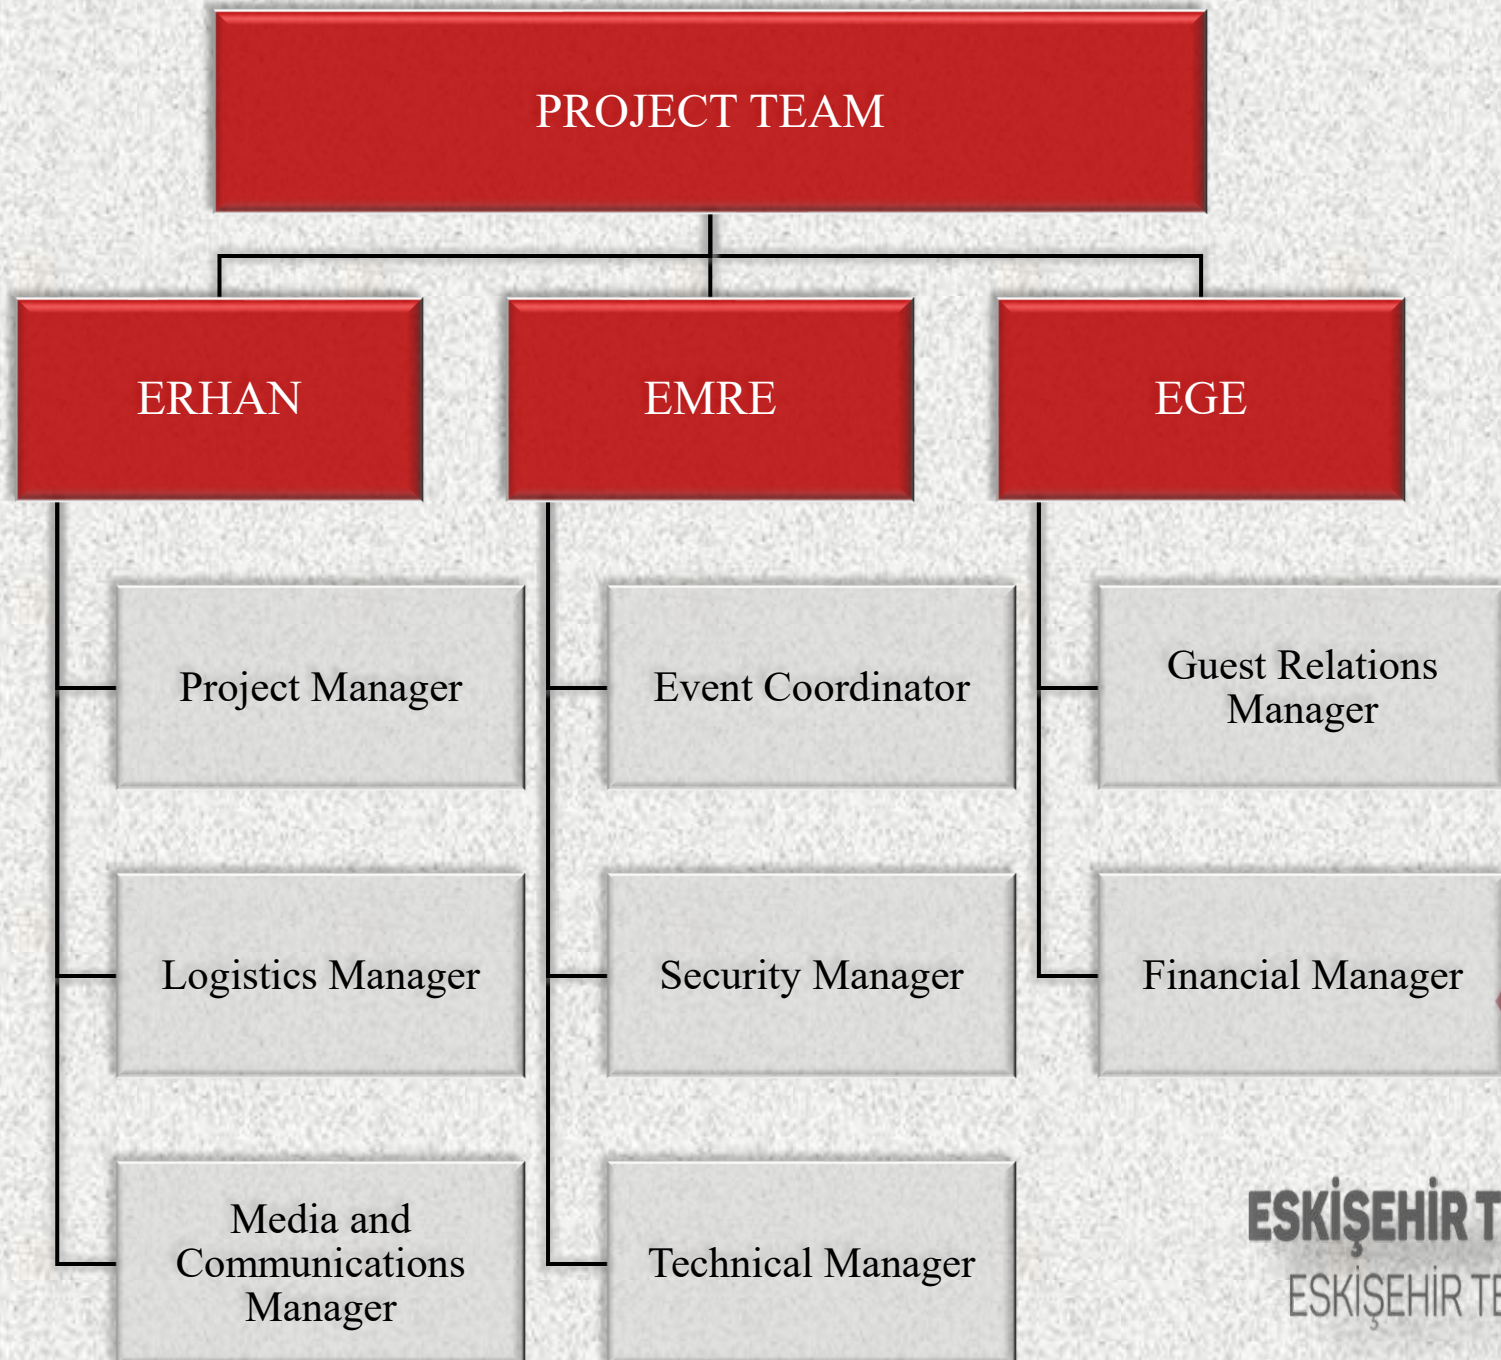 PROJECT TEAM
ERHAN
EMRE
EGE
Project Manager
Event Coordinator
Guest Relations
Manager
Logistics Manager
Security Manager
Financial Manager
Media and
Communications
Manager
Technical Manager
ESKİŞEHİR
ESKİŞEHİR